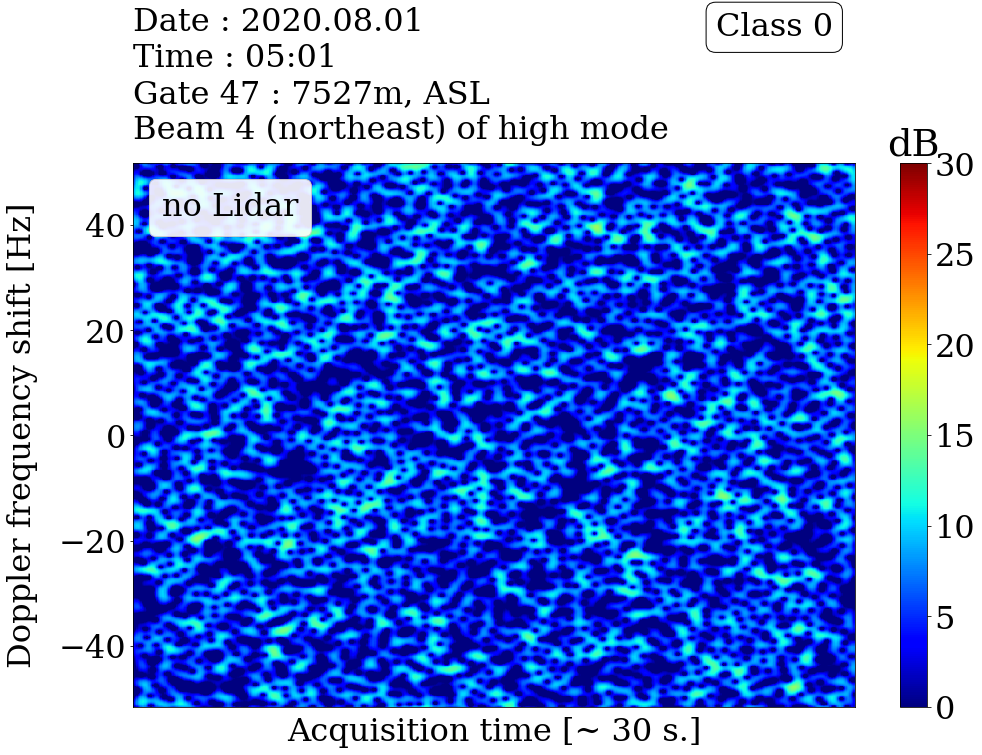 Date : 2020.08.01
Time : 05:01
Gate 47 : 7527m, ASL
Beam 4 (northeast) of high mode
Class 0
dB
no Lidar
Doppler frequency shift [Hz]
40
20
0
−20
−40
30
25
20
15
10
5
0
Acquisition time [~ 30 s.]